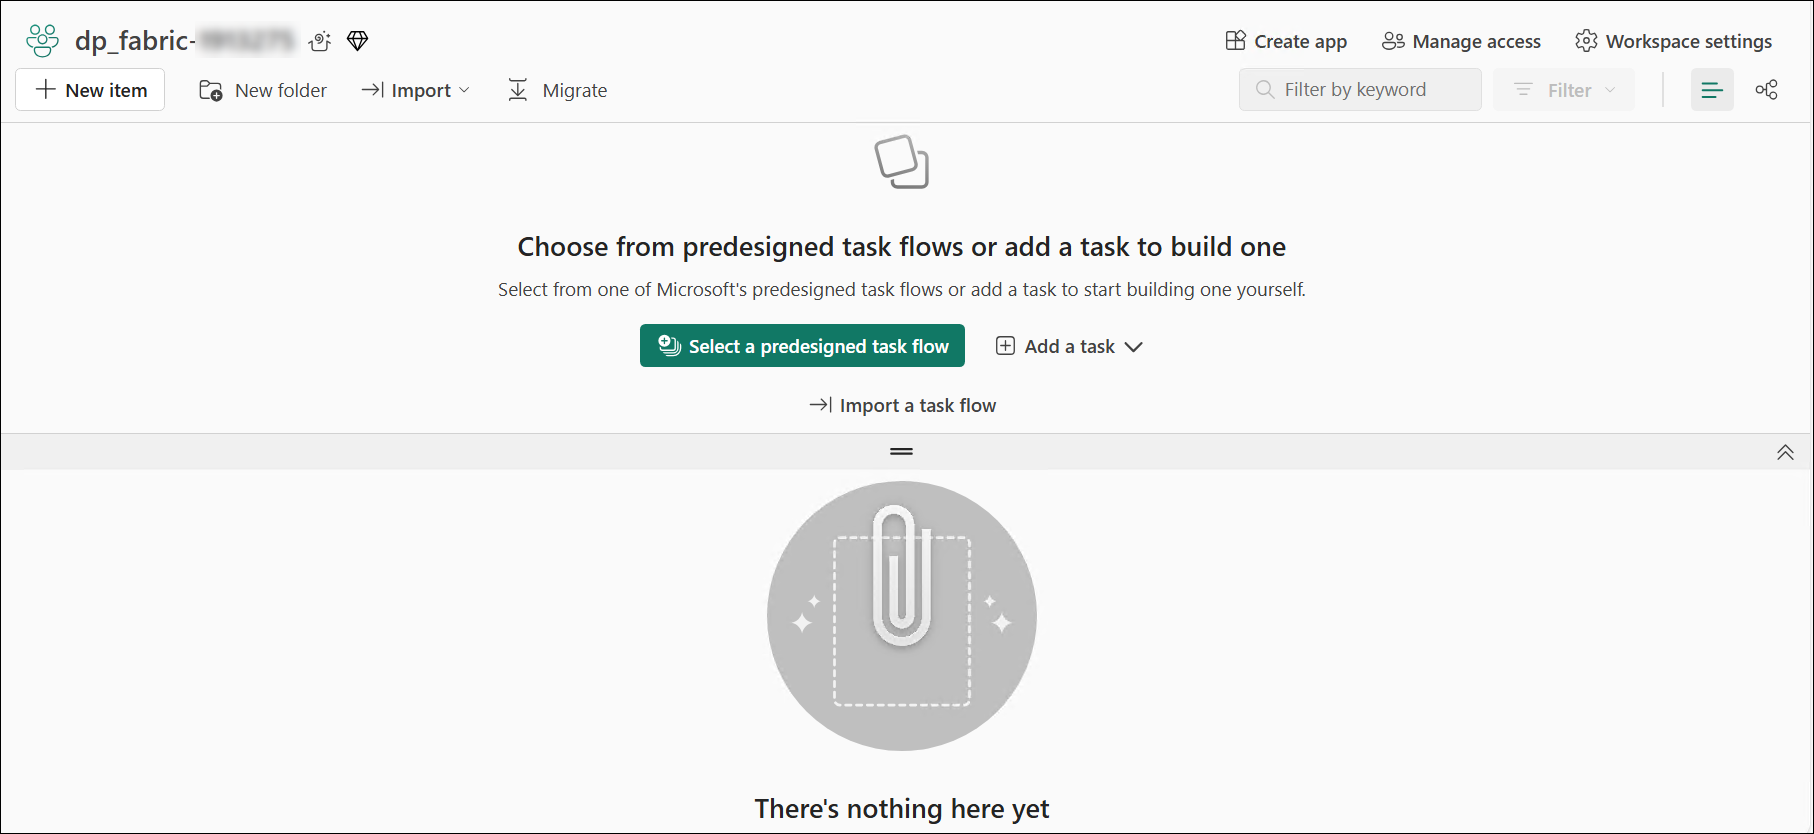 dp_fabric-
Create app
Manage access
Workspace settings
New item
New folder
Import
Migrate
Filter by keyword
Filter
Choose from predesigned task flows or add a task to build one
Select from one of Microsoft's predesigned task flows or add a task to start building one yourself.
Select a predesigned task flow
Add a task
Import a task flow
There's nothing here yet